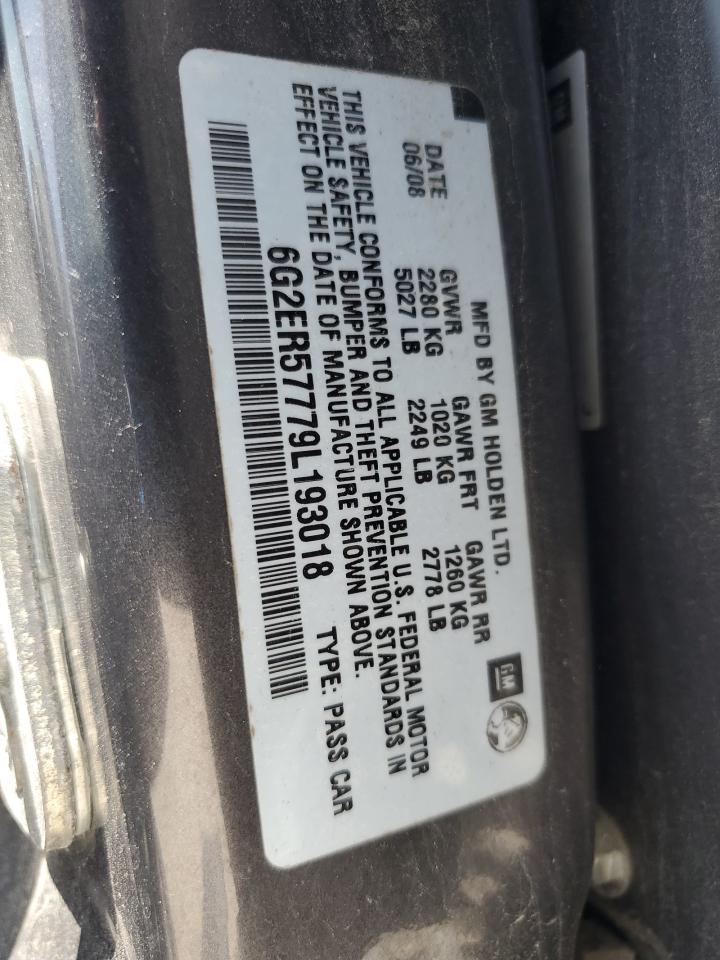 MFD BY GM HOLDEN LTD.
GM
DATE GVWR GAWR FRT GAWR RR
06/08 2280 KG 1020 KG 1260 KG
5027 LB 2249 LB 2778 LB
THIS VEHICLE CONFORMS TO ALL APPLICABLE U.S. FEDERAL MOTOR
VEHICLE SAFETY, BUMPER AND THEFT PREVENTION STANDARDS IN
EFFECT ON THE DATE OF MANUFACTURE SHOWN ABOVE.
6G2ER57779L193018 TYPE: PASS CAR
GM